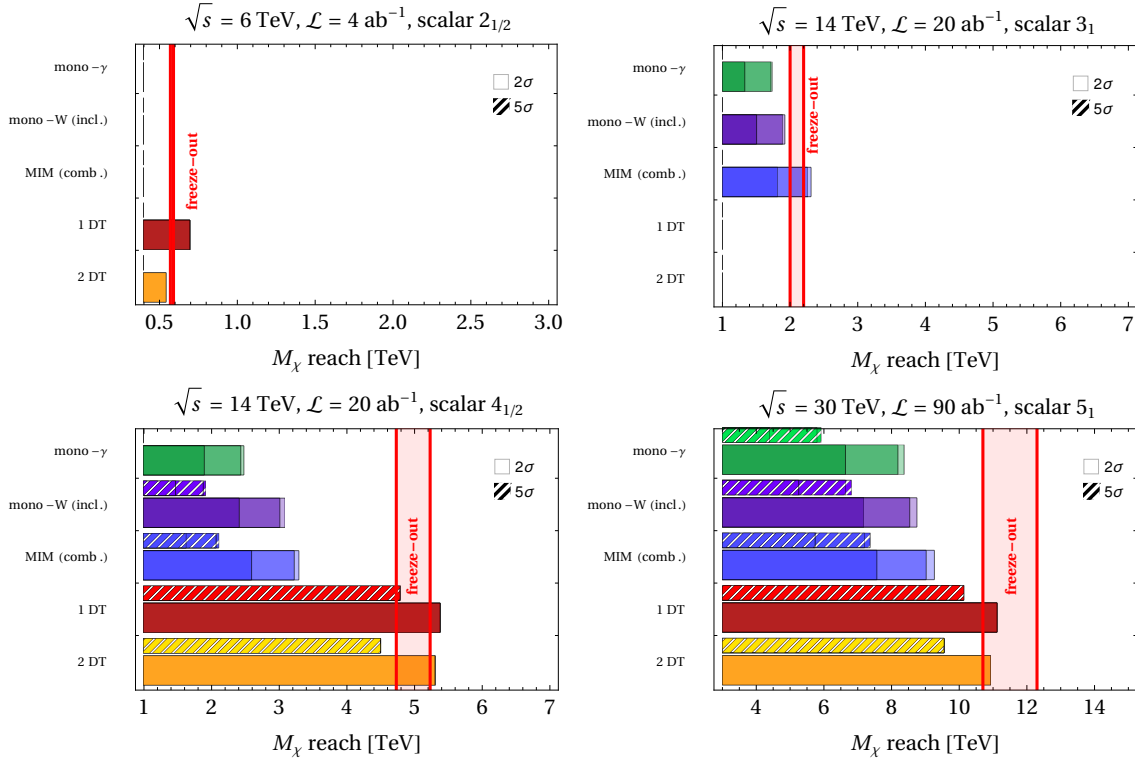 √s = 6 TeV, ℒ = 4 ab⁻¹, scalar 2₁/₂
mono-γ
mono-W (incl.)
MIM (comb.)
1 DT
2 DT
2σ
5σ
freeze-out
0.5 1.0 1.5 2.0 2.5 3.0
Mχ reach [TeV]
√s = 14 TeV, ℒ = 20 ab⁻¹, scalar 3₁
mono-γ
mono-W (incl.)
MIM (comb.)
1 DT
2 DT
2σ
5σ
freeze-out
1 2 3 4 5 6 7
Mχ reach [TeV]
√s = 14 TeV, ℒ = 20 ab⁻¹, scalar 4₁/₂
mono-γ
mono-W (incl.)
MIM (comb.)
1 DT
2 DT
2σ
5σ
freeze-out
1 2 3 4 5 6 7
Mχ reach [TeV]
√s = 30 TeV, ℒ = 90 ab⁻¹, scalar 5₁
mono-γ
mono-W (incl.)
MIM (comb.)
1 DT
2 DT
2σ
5σ
freeze-out
4 6 8 10 12 14
Mχ reach [TeV]